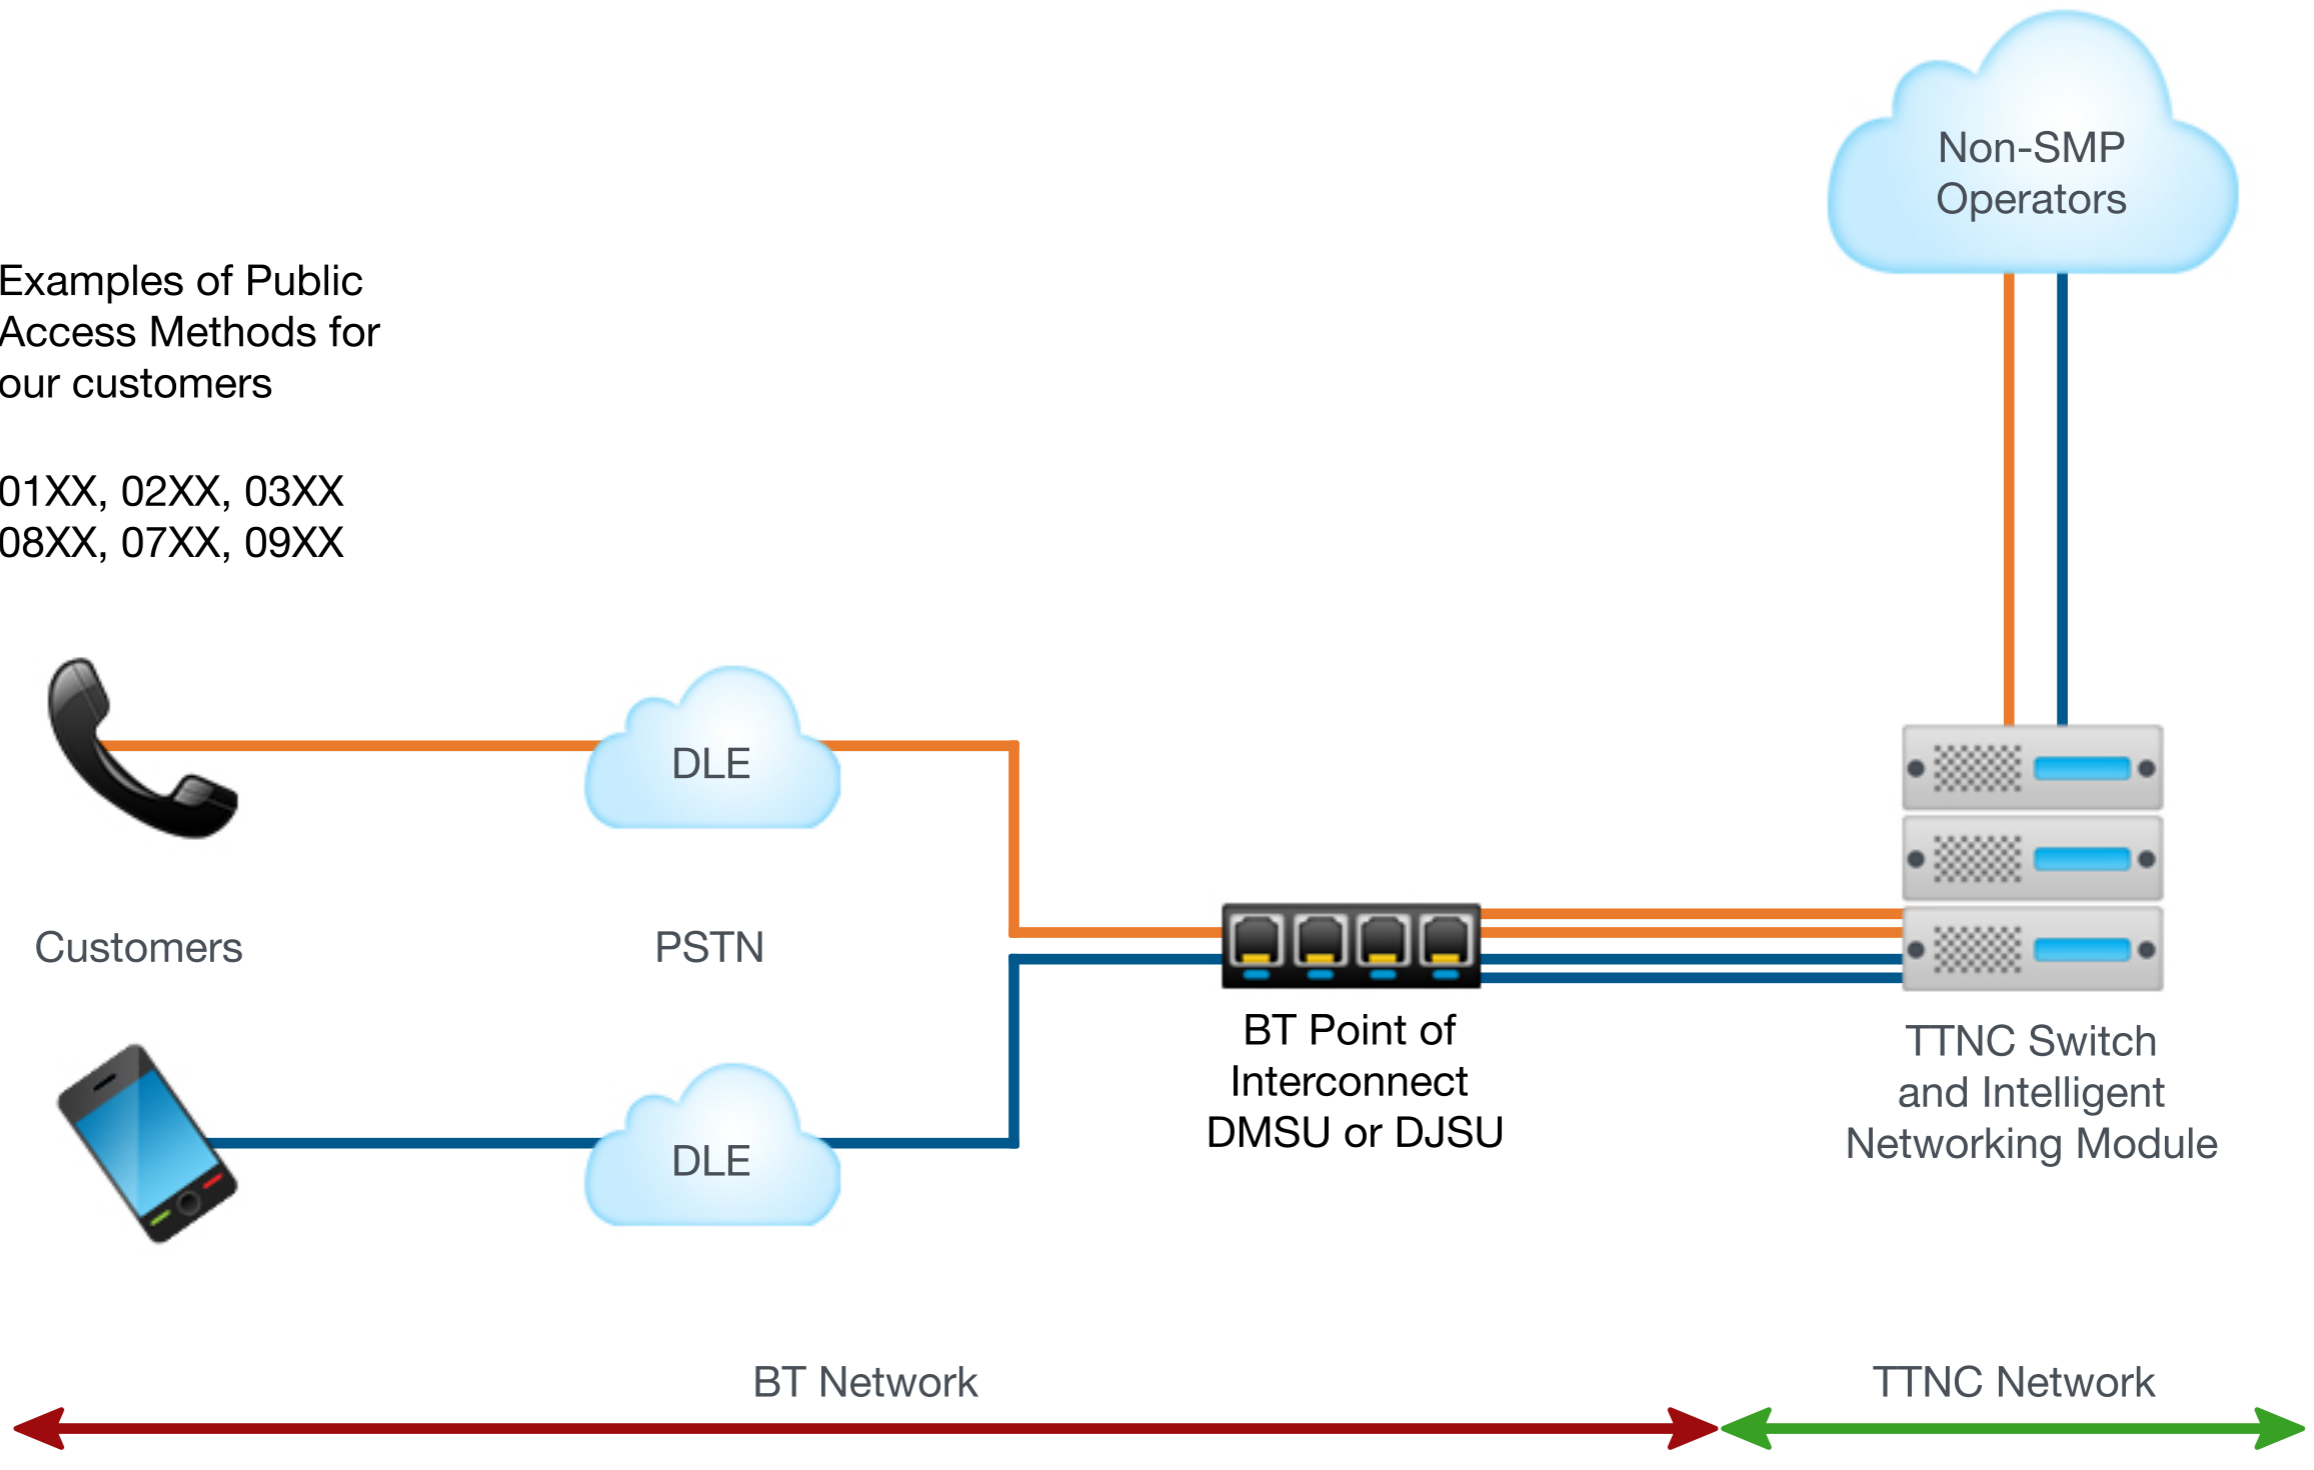 Non-SMP
Operators
Examples of Public
Access Methods for
our customers
01XX, 02XX, 03XX
08XX, 07XX, 09XX
DLE
Customers
PSTN
DLE
BT Point of
Interconnect
DMSU or DJSU
TTNC Switch
and Intelligent
Networking Module
BT Network
TTNC Network